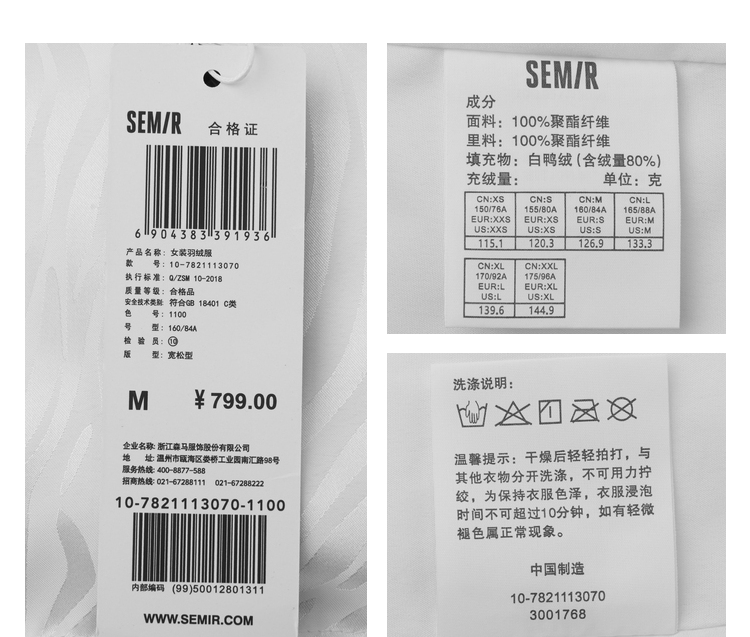 SEMIR 合格证
6 904383 391936
产品名称: 女装羽绒服
款 号: 10-7821113070
执行标准: Q/ZSM 10-2018
质量等级: 合格品
安全技术类别: 符合GB 18401 C类
色 号: 1100
号 型: 160/84A
检 验 员: ⑩
版 型: 宽松型
M ¥799.00
企业名称: 浙江森马服饰股份有限公司
地 址: 温州市瓯海区娄桥工业园南汇路98号
服务热线: 400-8877-588
招商热线: 021-67288111 021-67288222
10-7821113070-1100
内部编码 (99)50012801311
WWW.SEMIR.COM
SEMIR
成分
面料: 100%聚酯纤维
里料: 100%聚酯纤维
填充物: 白鸭绒 (含绒量80%)
充绒量: 单位: 克
CN:XS CN:S CN:M CN:L
150/76A 155/80A 160/84A 165/88A
EUR:XXS EUR:XS EUR:S EUR:M
US:XXS US:XS US:S US:M
115.1 120.3 126.9 133.3
CN:XL CN:XXL
170/92A 175/96A
EUR:L EUR:XL
US:L US:XL
139.6 144.9
洗涤说明:
温馨提示: 干燥后轻轻拍打, 与
其他衣物分开洗涤, 不可用力拧
绞, 为保持衣服色泽, 衣服浸泡
时间不可超过10分钟, 如有轻微
褪色属正常现象。
中国制造
10-7821113070
3001768